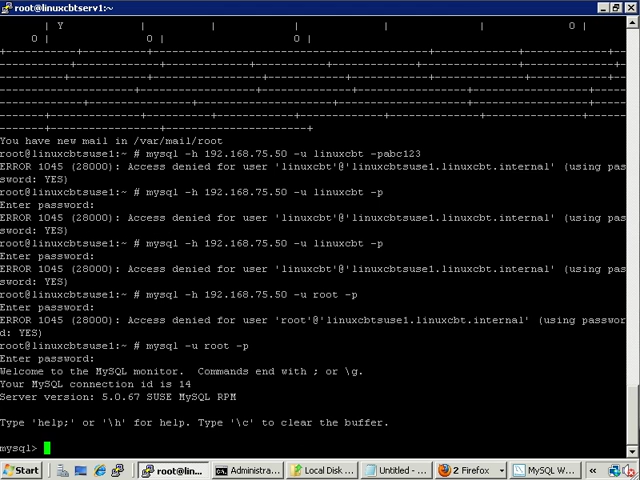 root@linuxcbtserv1:~
| Y | | | | 0 |
0 | 0 | 0 |
You have new mail in /var/mail/root
root@linuxcbtsuse1:~ # mysql -h 192.168.75.50 -u linuxcbt -pabc123
ERROR 1045 (28000): Access denied for user 'linuxcbt'@'linuxcbtsuse1.linuxcbt.internal' (using pas
sword: YES)
root@linuxcbtsuse1:~ # mysql -h 192.168.75.50 -u linuxcbt -p
Enter password:
ERROR 1045 (28000): Access denied for user 'linuxcbt'@'linuxcbtsuse1.linuxcbt.internal' (using pas
sword: YES)
root@linuxcbtsuse1:~ # mysql -h 192.168.75.50 -u linuxcbt -p
Enter password:
ERROR 1045 (28000): Access denied for user 'linuxcbt'@'linuxcbtsuse1.linuxcbt.internal' (using pas
sword: YES)
root@linuxcbtsuse1:~ # mysql -h 192.168.75.50 -u root -p
Enter password:
ERROR 1045 (28000): Access denied for user 'root'@'linuxcbtsuse1.linuxcbt.internal' (using passwor
d: YES)
root@linuxcbtsuse1:~ # mysql -u root -p
Enter password:
Welcome to the MySQL monitor. Commands end with ; or \g.
Your MySQL connection id is 14
Server version: 5.0.67 SUSE MySQL RPM
Type 'help;' or '\h' for help. Type '\c' to clear the buffer.
mysql>
Start root@lin... Administra... Local Disk ... Untitled - ... 2 Firefox MySQL W...